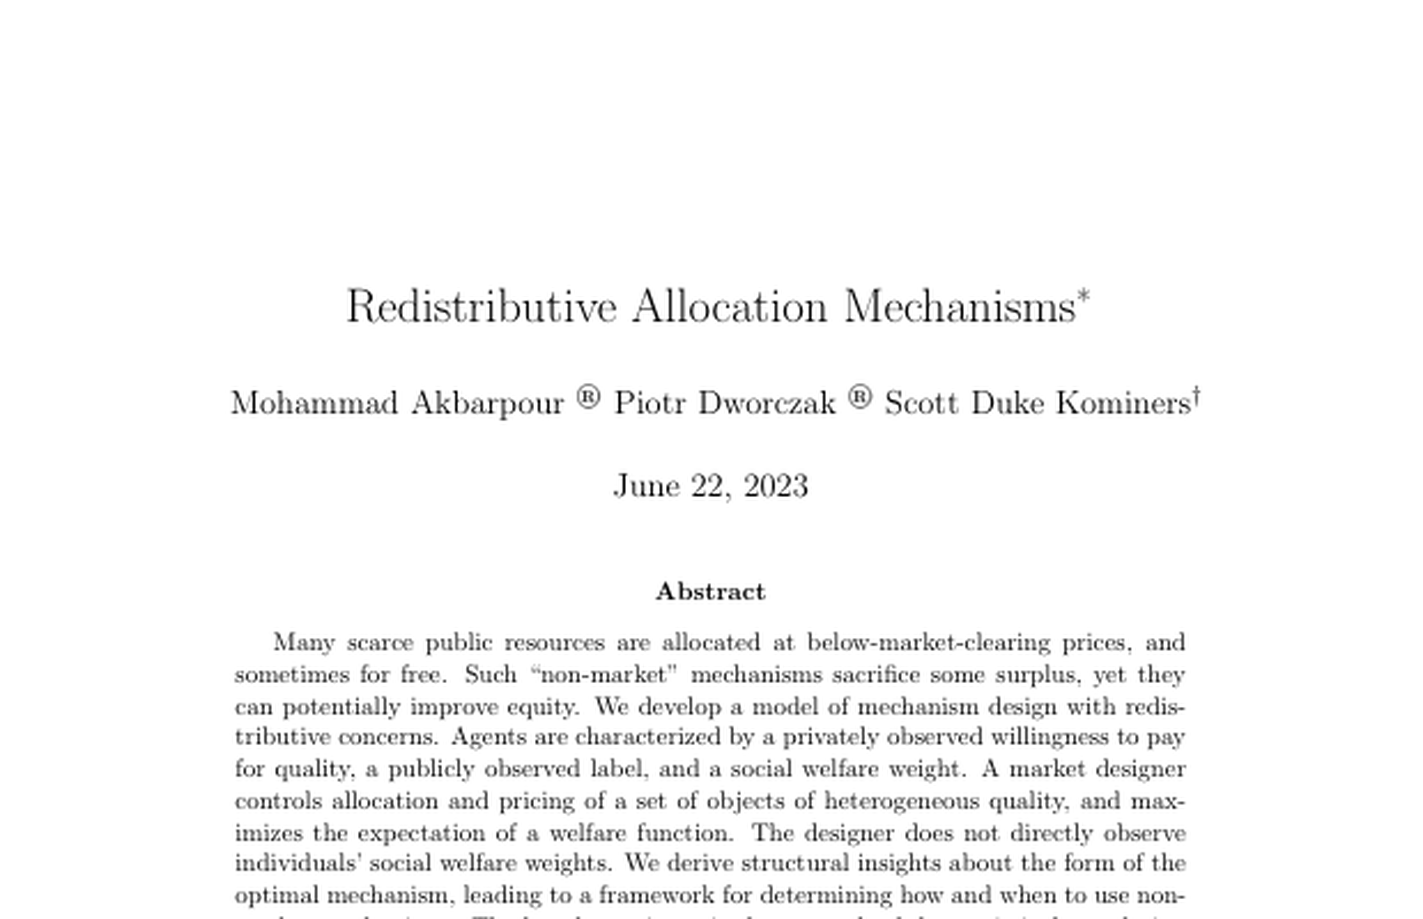 Redistributive Allocation Mechanisms*
Mohammad Akbarpour ® Piotr Dworczak ® Scott Duke Kominers†
June 22, 2023
Abstract
Many scarce public resources are allocated at below-market-clearing prices, and
sometimes for free. Such “non-market” mechanisms sacrifice some surplus, yet they
can potentially improve equity. We develop a model of mechanism design with redis-
tributive concerns. Agents are characterized by a privately observed willingness to pay
for quality, a publicly observed label, and a social welfare weight. A market designer
controls allocation and pricing of a set of objects of heterogeneous quality, and max-
imizes the expectation of a welfare function. The designer does not directly observe
individuals’ social welfare weights. We derive structural insights about the form of the
optimal mechanism, leading to a framework for determining how and when to use non-